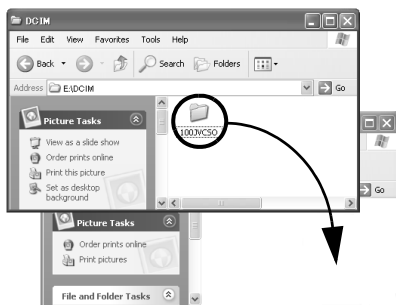 DCIM
File Edit View Favorites Tools Help
Back Search Folders
Address E:\DCIM Go
Picture Tasks
View as a slide show
Order prints online
Print this picture
Set as desktop
background
100JVCSO
Go
Picture Tasks
Order prints online
Print pictures
File and Folder Tasks